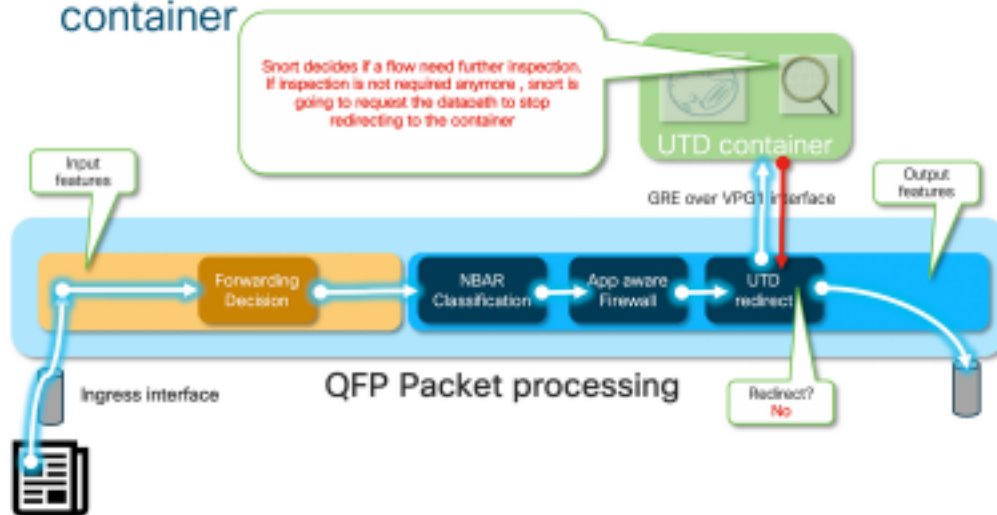 container
Snort decides if a flow need further inspection.
If inspection is not required anymore , snort is
going to request the datapath to stop
redirecting to the container
UTD container
Input
features
GRE over VPG1 interface
Output
features
Forwarding
Decision
NBAR
Classification
App aware
Firewall
UTD
redirect
Ingress interface
QFP Packet processing
Redirect?
No